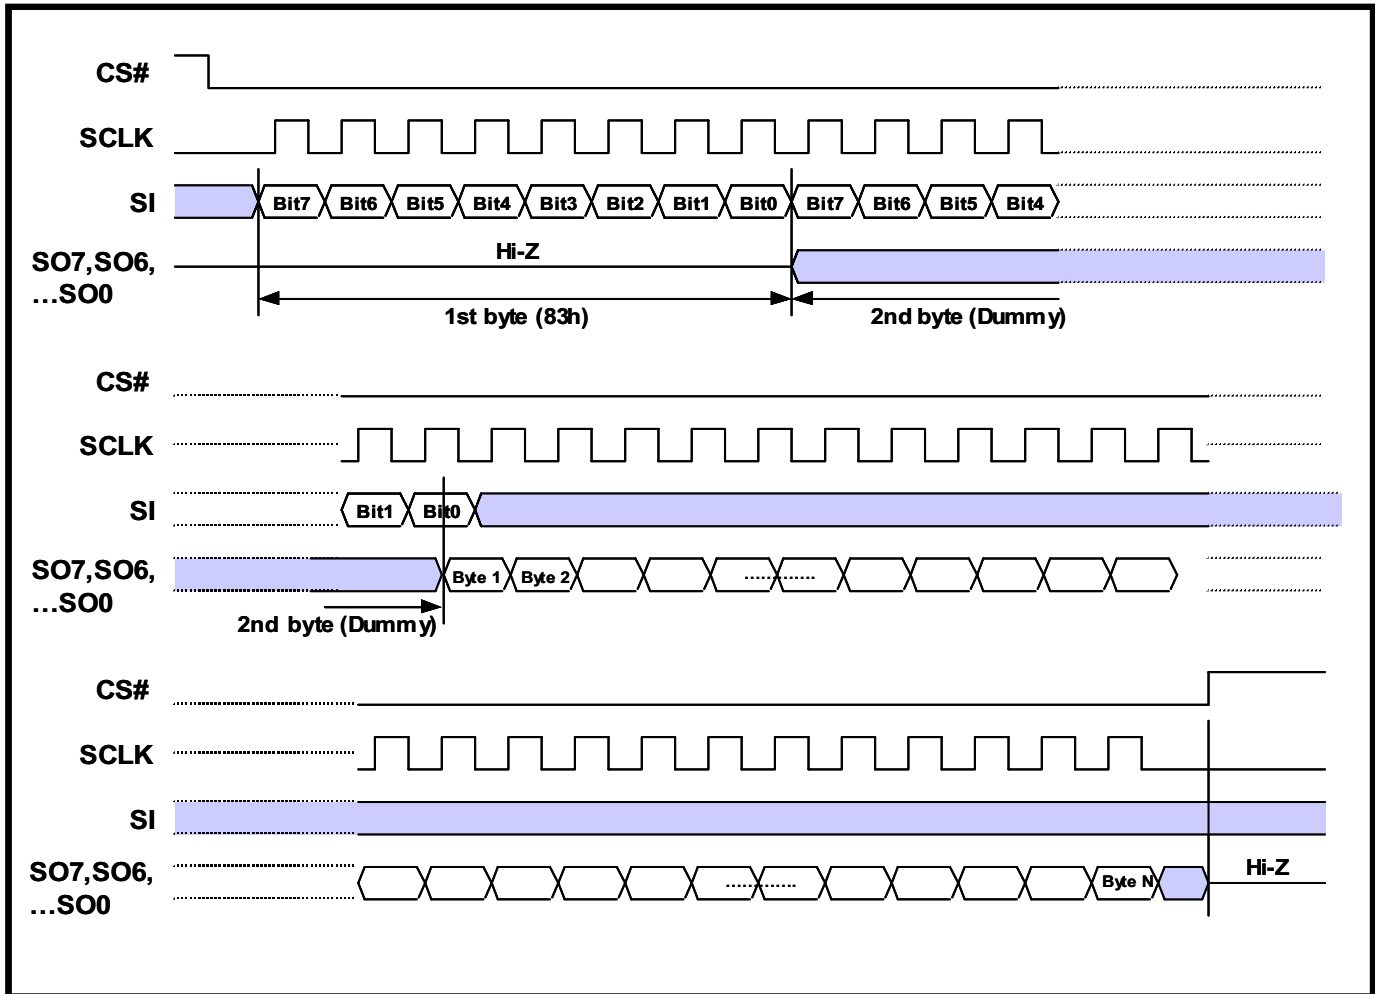 CS#
SCLK
SI Bit7 Bit6 Bit5 Bit4 Bit3 Bit2 Bit1 Bit0 Bit7 Bit6 Bit5 Bit4
SO7,SO6,
...SO0
Hi-Z
1st byte (83h) 2nd byte (Dummy)
CS#
SCLK
SI Bit1 Bit0
SO7,SO6,
...SO0
Byte 1 Byte 2 ..............
2nd byte (Dummy)
CS#
SCLK
SI
SO7,SO6,
...SO0
.............. Byte N Hi-Z